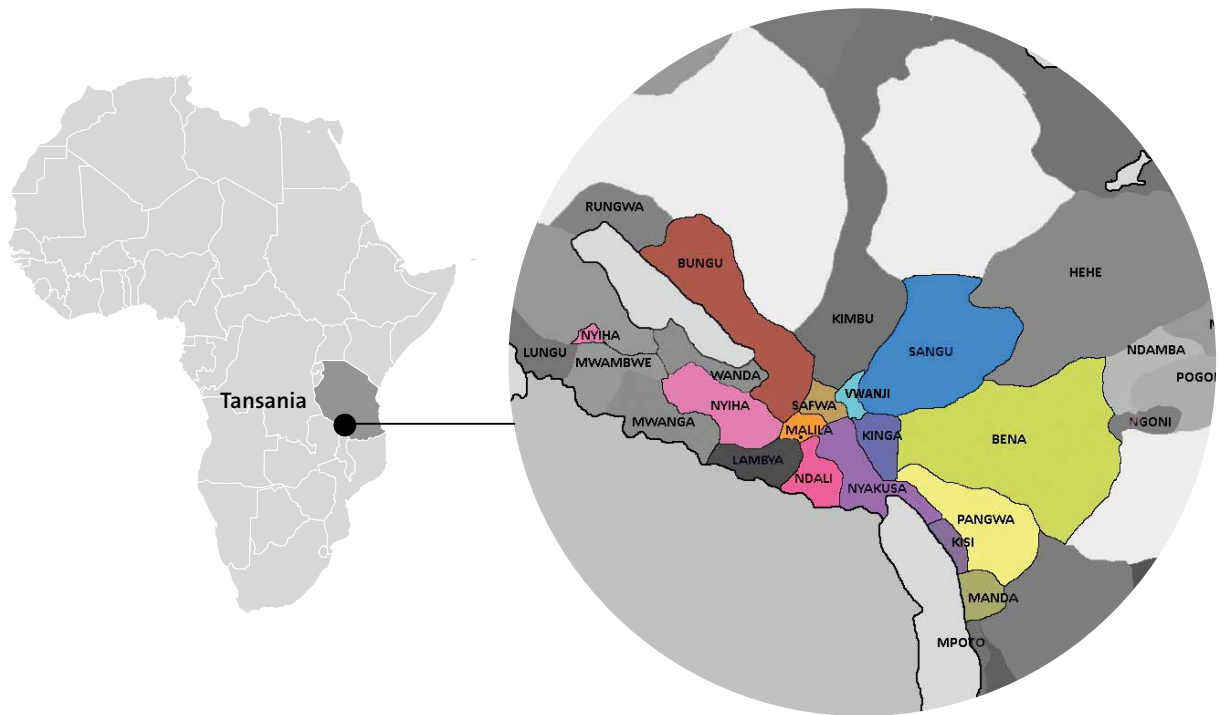 Tansania
RUNGWA
BUNGU
HEHE
KIMBU
NYIHA
LUNGU
MWAMBWE
SANGU
NDAMBA
WANDA
POGO
NYIHA
SAFWA
VWANJI
MWANGA
MALILA
KINGA
BENA
NGONI
LAMBYA
NDALI
NYAKUSA
PANGWA
KISI
MANDA
MPOTO